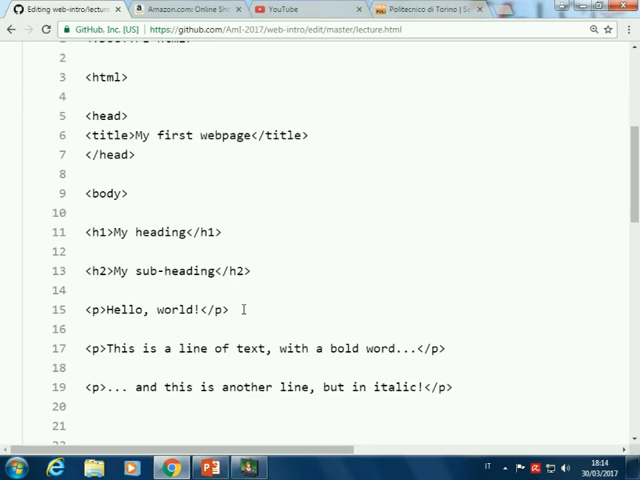 Editing web-intro/lecture
Amazon.com: Online Sho
YouTube
Politecnico di Torino | Se
GitHub, Inc. [US]
https://github.com/AmI-2017/web-intro/edit/master/lecture.html
2
3 <html>
4
5 <head>
6 <title>My first webpage</title>
7 </head>
8
9 <body>
10
11 <h1>My heading</h1>
12
13 <h2>My sub-heading</h2>
14
15 <p>Hello, world!</p>
16
17 <p>This is a line of text, with a bold word...</p>
18
19 <p>... and this is another line, but in italic!</p>
20
21
IT
18:14
30/03/2017